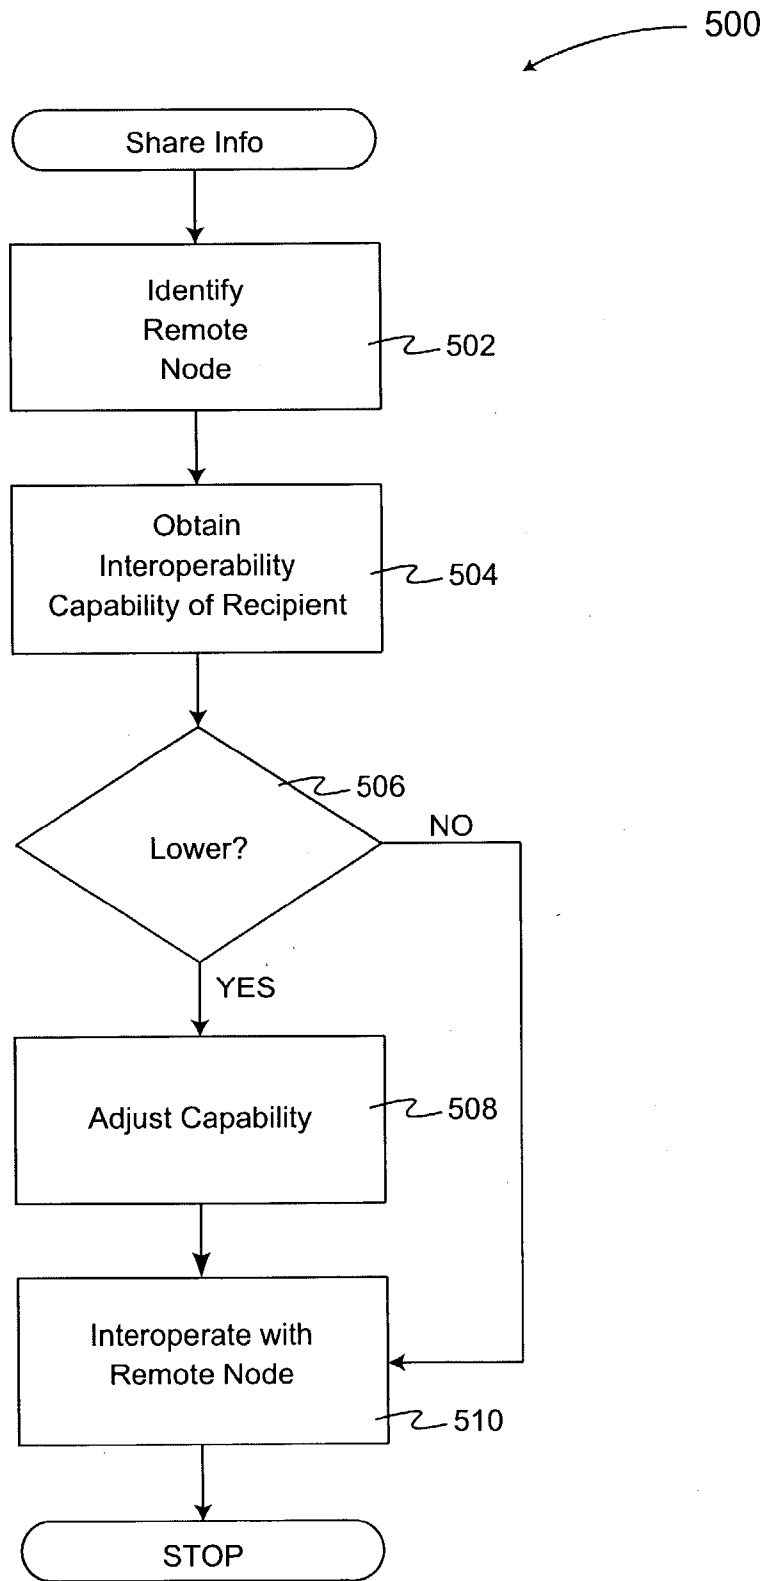 500
Share Info
Identify
Remote
Node
502
Obtain
Interoperability
Capability of Recipient
504
506
Lower?
NO
YES
Adjust Capability
508
Interoperate with
Remote Node
510
STOP